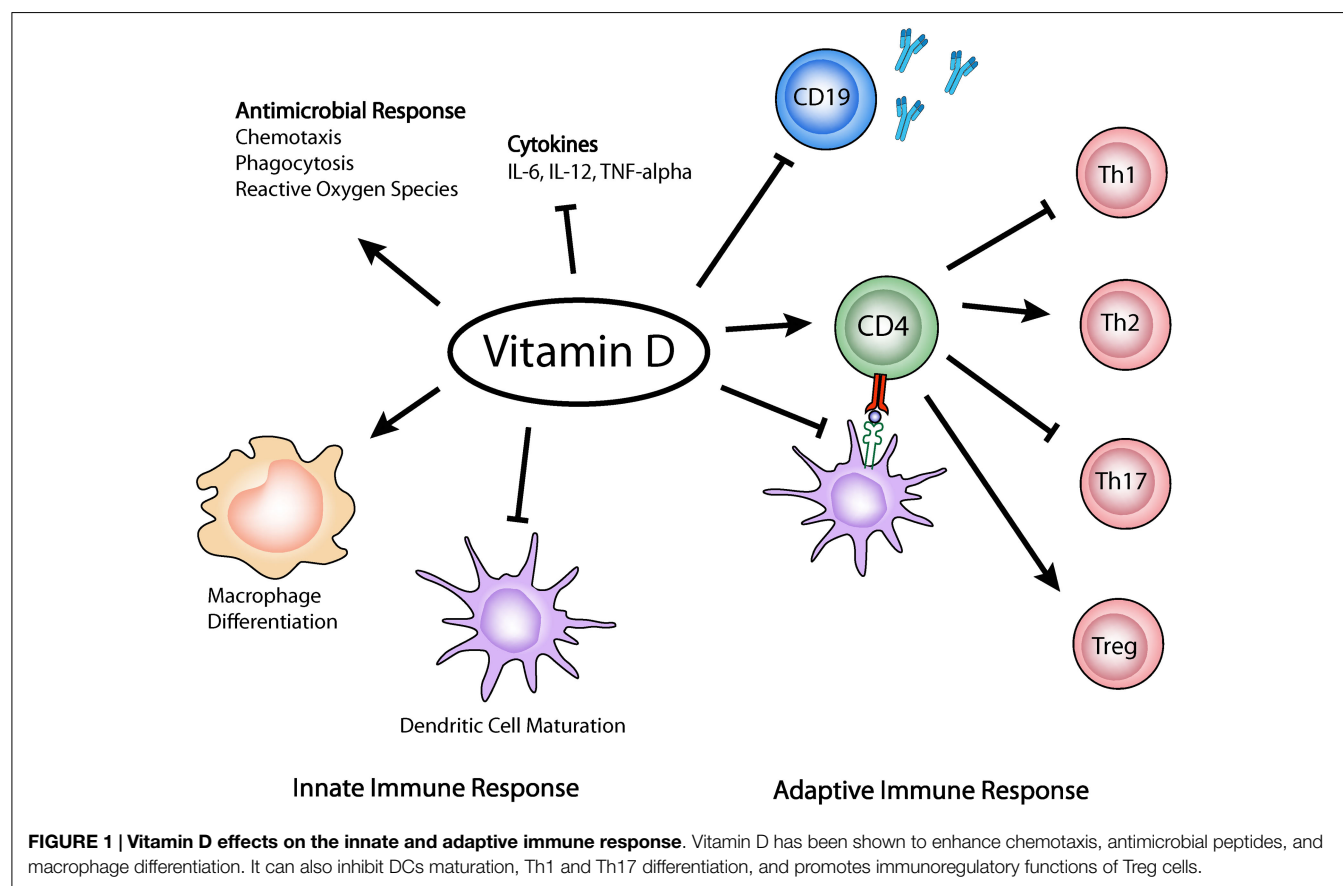 Antimicrobial Response
Chemotaxis
Phagocytosis
Reactive Oxygen Species
Cytokines
IL-6, IL-12, TNF-alpha
CD19
Th1
Vitamin D
CD4
Th2
Th17
Macrophage
Differentiation
Treg
Dendritic Cell Maturation
Innate Immune Response
Adaptive Immune Response
FIGURE 1 | Vitamin D effects on the innate and adaptive immune response. Vitamin D has been shown to enhance chemotaxis, antimicrobial peptides, and
macrophage differentiation. It can also inhibit DCs maturation, Th1 and Th17 differentiation, and promotes immunoregulatory functions of Treg cells.